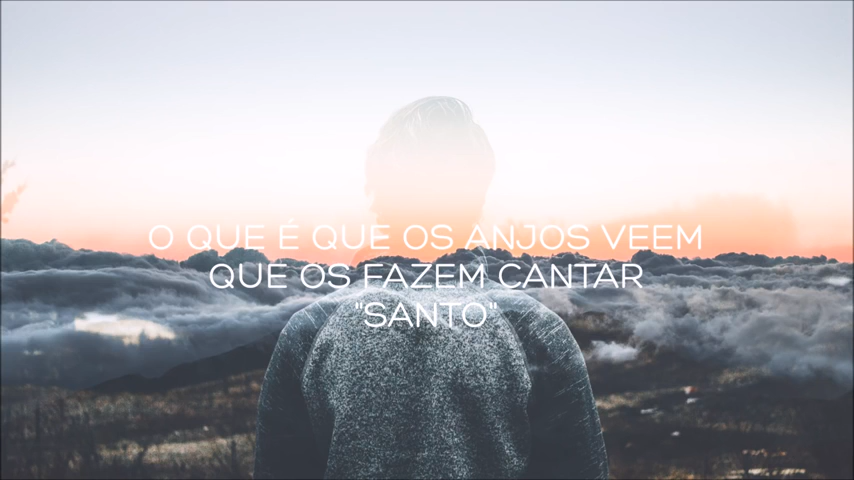 O QUE É QUE OS ANJOS VEEM
QUE OS FAZEM CANTAR
"SANTO"